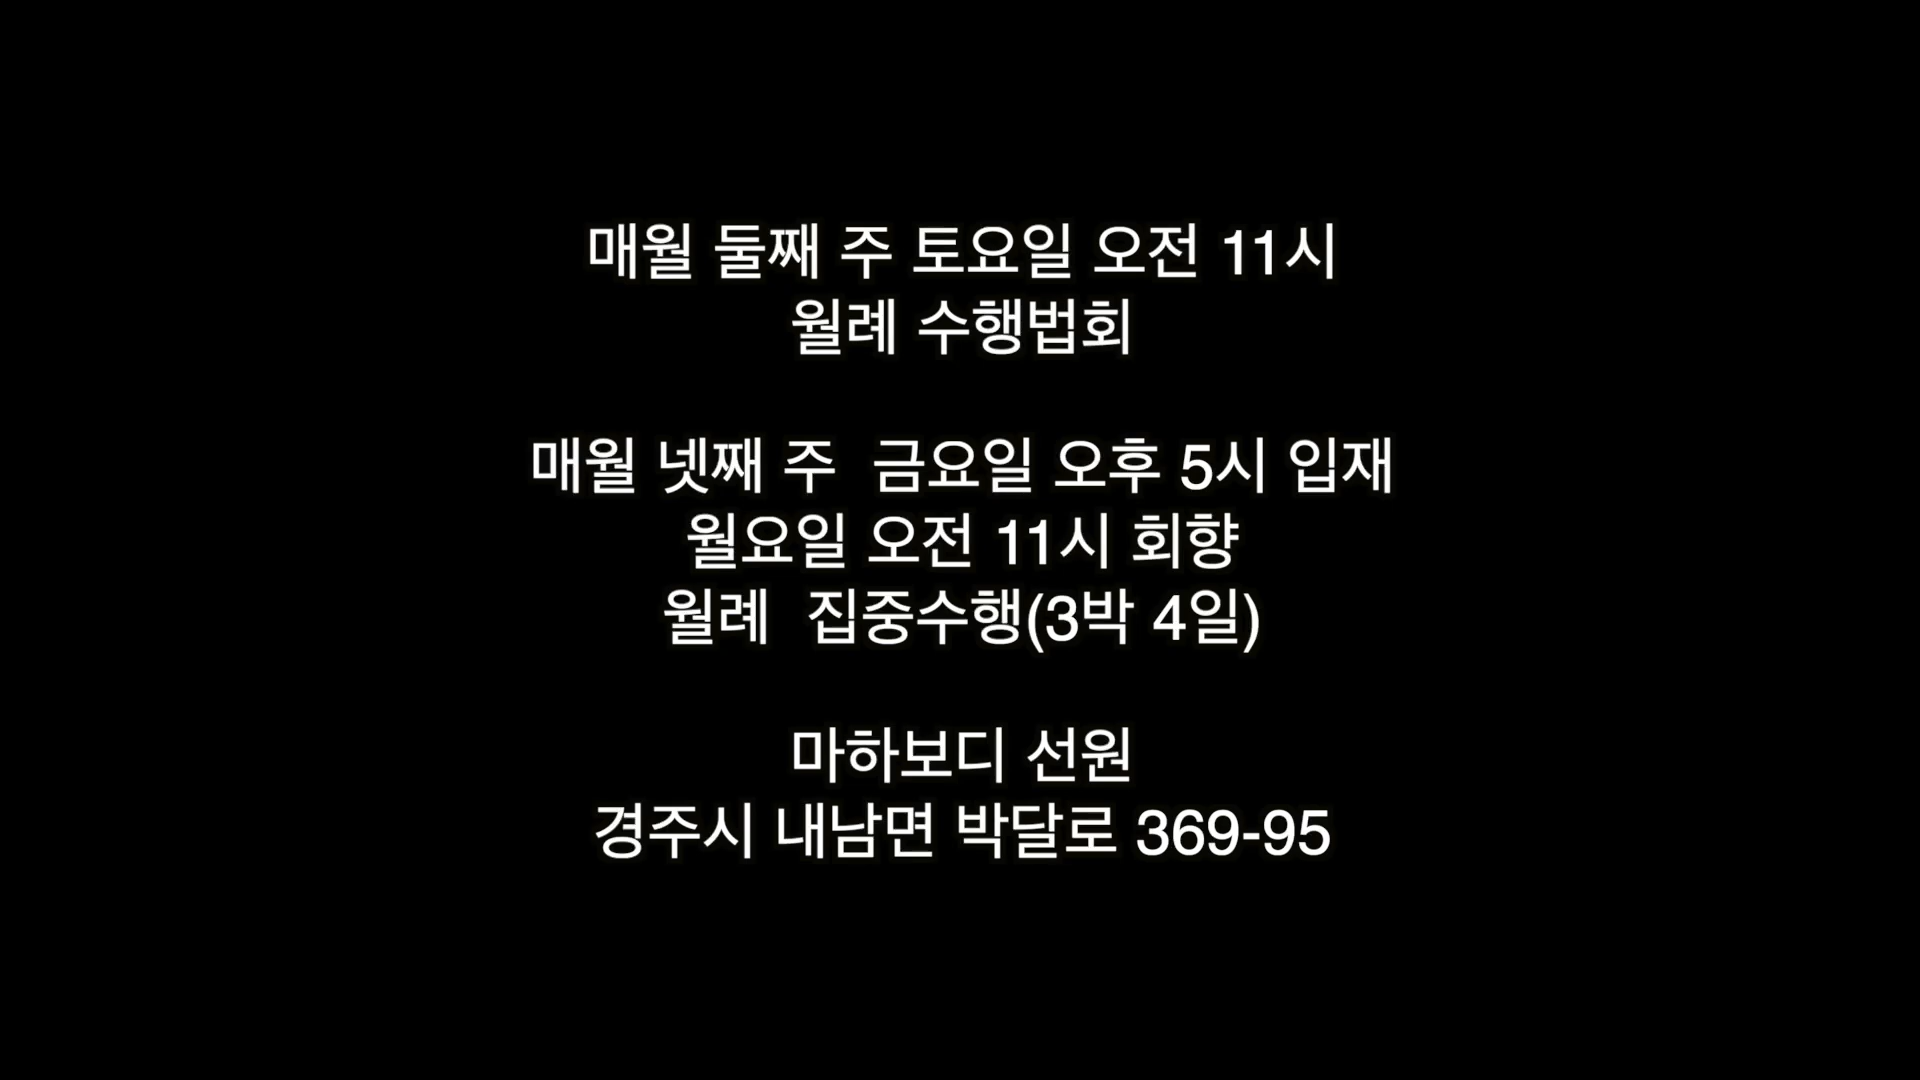 매월 둘째 주 토요일 오전 11시
월례 수행법회
매월 넷째 주  금요일 오후 5시 입재
월요일 오전 11시 회향
월례  집중수행(3박 4일)
마하보디 선원
경주시 내남면 박달로 369-95